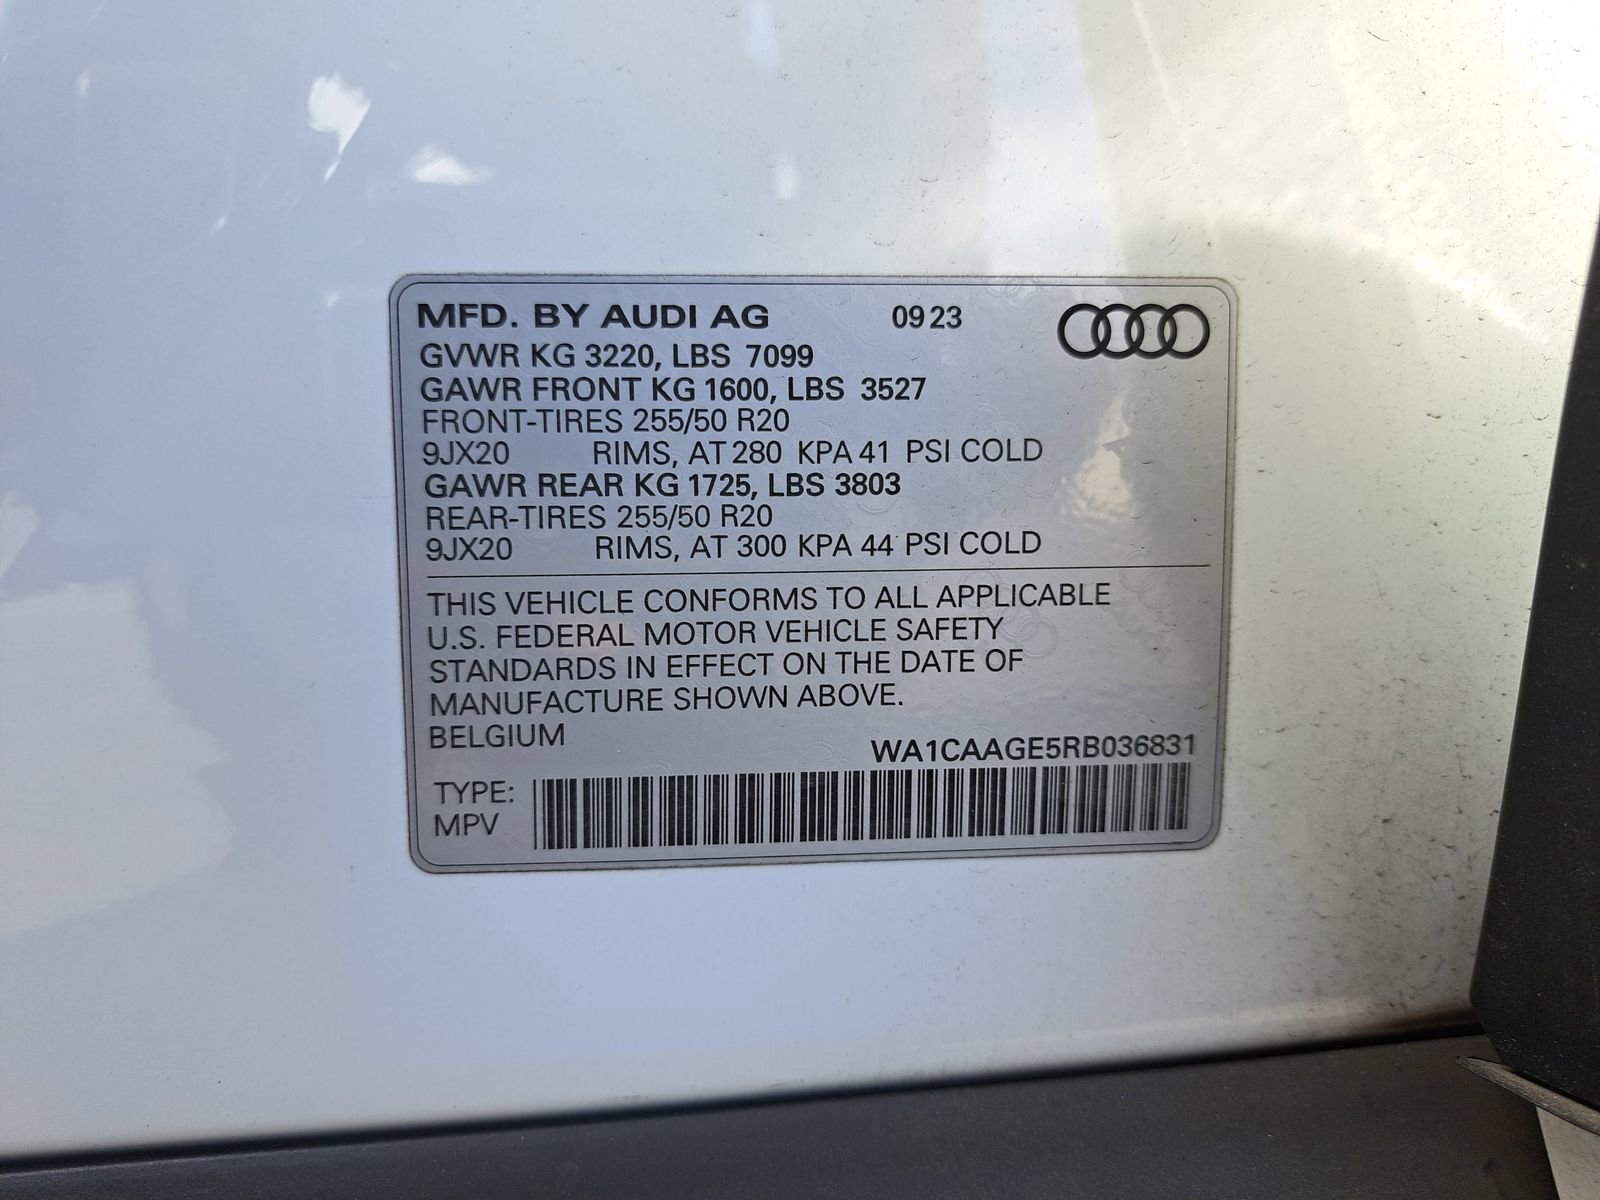 MFD. BY AUDI AG 09 23
GVWR KG 3220, LBS 7099
GAWR FRONT KG 1600, LBS 3527
FRONT-TIRES 255/50 R20
9JX20 RIMS, AT 280 KPA 41 PSI COLD
GAWR REAR KG 1725, LBS 3803
REAR-TIRES 255/50 R20
9JX20 RIMS, AT 300 KPA 44 PSI COLD
THIS VEHICLE CONFORMS TO ALL APPLICABLE
U.S. FEDERAL MOTOR VEHICLE SAFETY
STANDARDS IN EFFECT ON THE DATE OF
MANUFACTURE SHOWN ABOVE.
BELGIUM
WA1CAAGE5RB036831
TYPE:
MPV